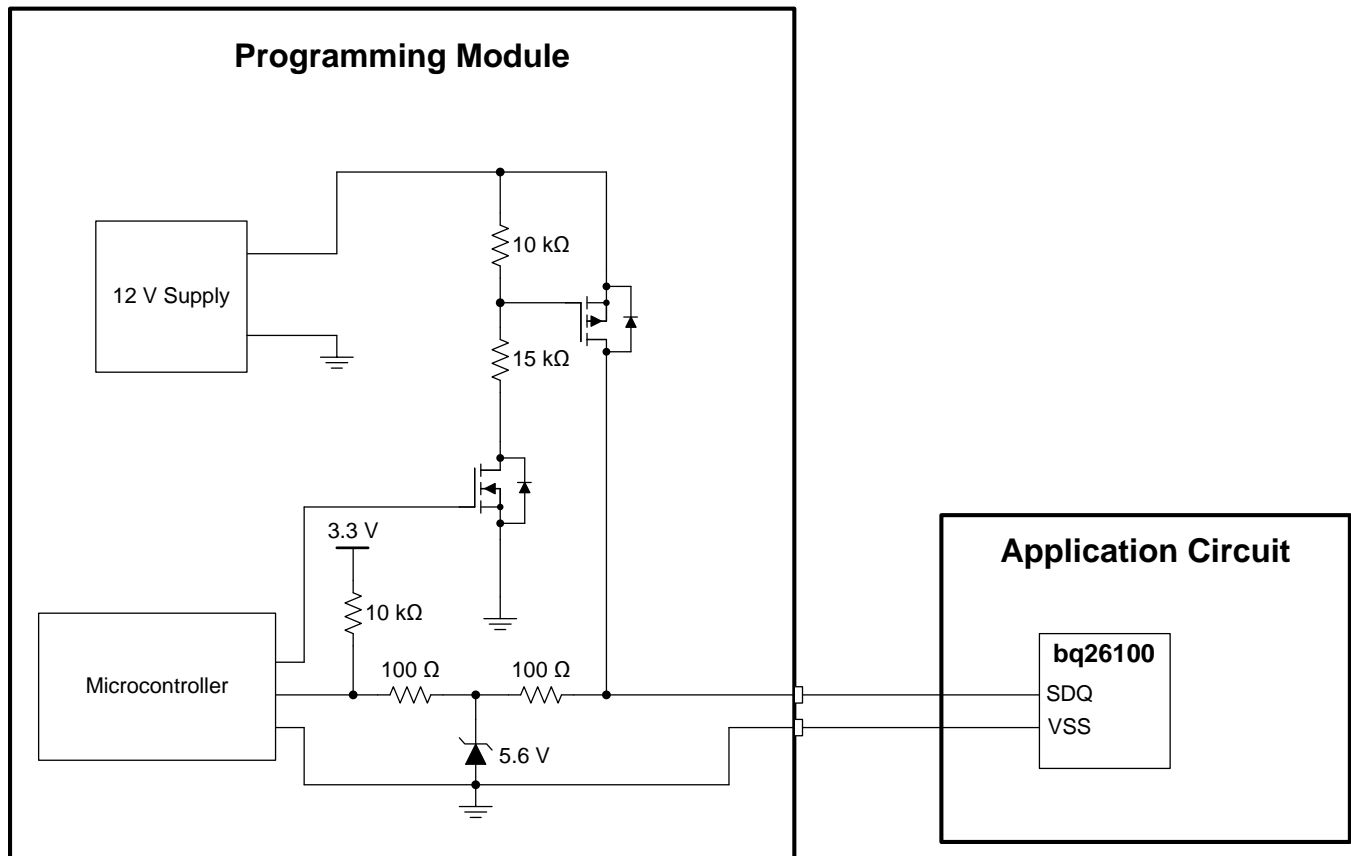 Programming Module
10 kΩ
12 V Supply
15 kΩ
3.3 V
10 kΩ
Microcontroller
100 Ω
100 Ω
5.6 V
Application Circuit
bq26100
SDQ
VSS